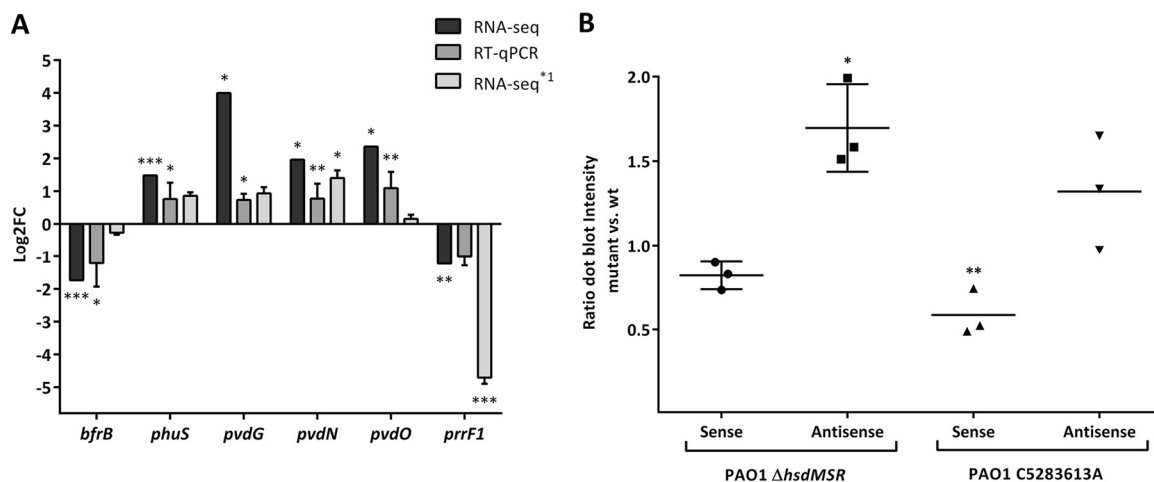 A
RNA-seq
RT-qPCR
RNA-seq*1
Log2FC
5
4
3
2
1
0
-1
-2
-3
-4
-5
***
*
***
*
*
*
*
**
*
*
**
**
***
bfrB phuS pvdG pvdN pvdO prrF1
B
Ratio dot blot Intensity
mutant vs. wt
2.0
1.5
1.0
0.5
*
**
Sense Antisense Sense Antisense
PAO1 ΔhsdMSR PAO1 C5283613A